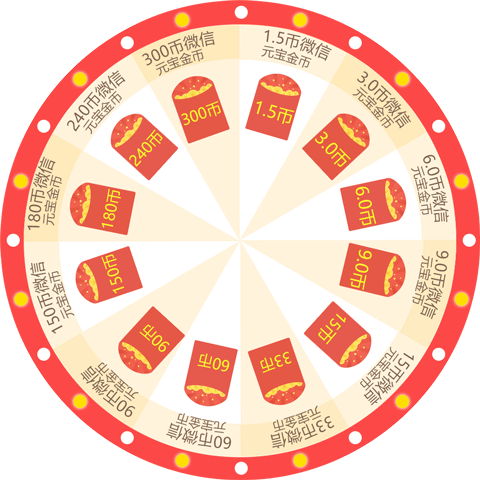 1.5币微信
元宝金币
1.5币
3.0币微信
元宝金币
3.0币
6.0币微信
元宝金币
6.0币
9.0币微信
元宝金币
9.0币
15币微信
元宝金币
15币
33币微信
元宝金币
33币
60币微信
元宝金币
60币
90币微信
元宝金币
90币
150币微信
元宝金币
150币
180币微信
元宝金币
180币
240币微信
元宝金币
240币
300币微信
元宝金币
300币